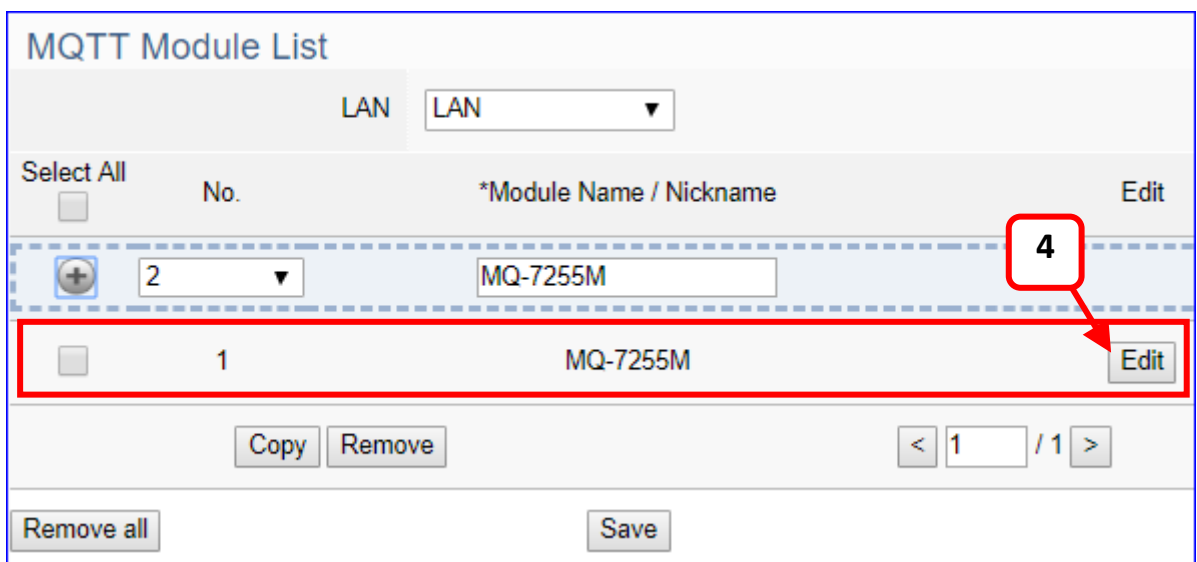 MQTT Module List
LAN LAN ▼
Select All No. *Module Name / Nickname Edit
4
2 ▼ MQ-7255M
1 MQ-7255M Edit
Copy Remove < 1 / 1 >
Remove all Save